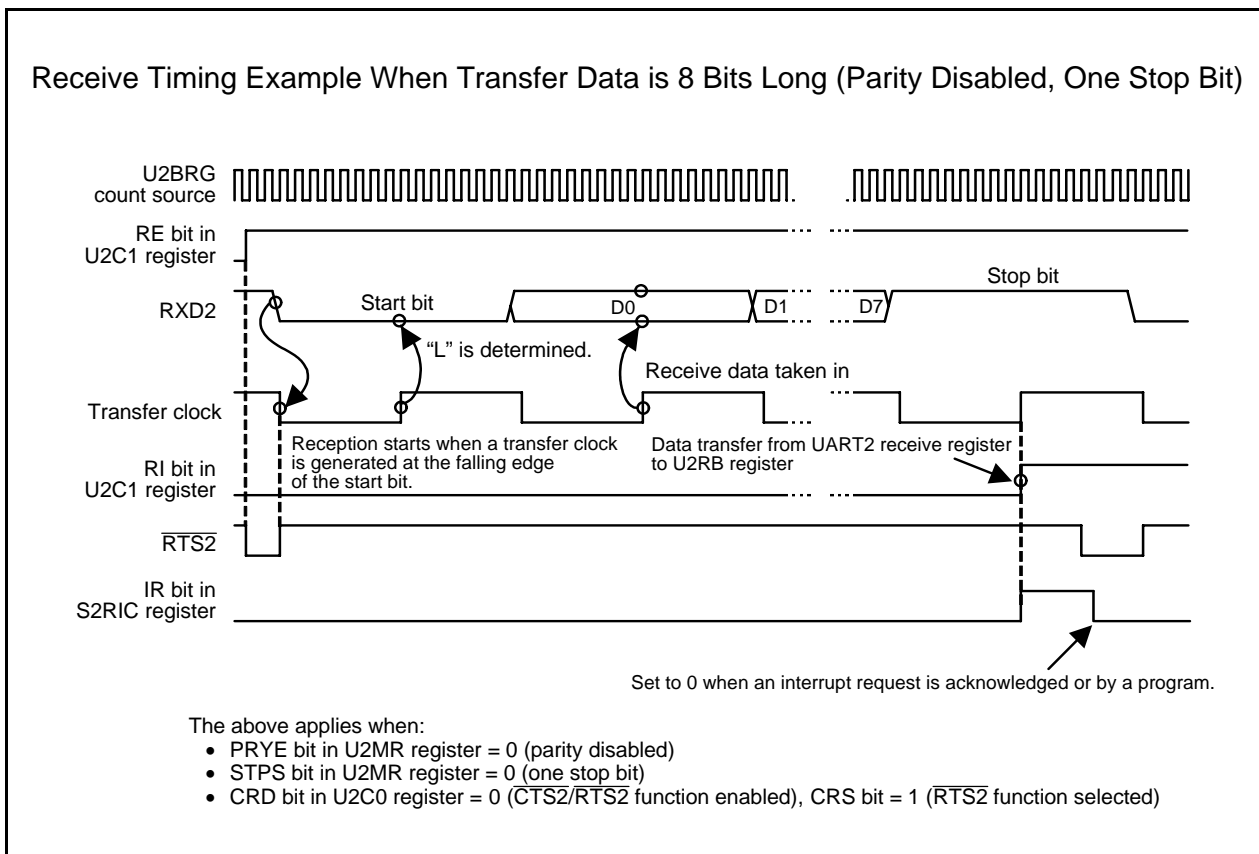 Receive Timing Example When Transfer Data is 8 Bits Long (Parity Disabled, One Stop Bit)
U2BRG
count source
RE bit in
U2C1 register
RXD2
Start bit
D0
D1
D7
Stop bit
“L” is determined.
Receive data taken in
Transfer clock
Reception starts when a transfer clock
is generated at the falling edge
of the start bit.
Data transfer from UART2 receive register
to U2RB register
RI bit in
U2C1 register
RTS2
IR bit in
S2RIC register
Set to 0 when an interrupt request is acknowledged or by a program.
The above applies when:
• PRYE bit in U2MR register = 0 (parity disabled)
• STPS bit in U2MR register = 0 (one stop bit)
• CRD bit in U2C0 register = 0 (CTS2/RTS2 function enabled), CRS bit = 1 (RTS2 function selected)